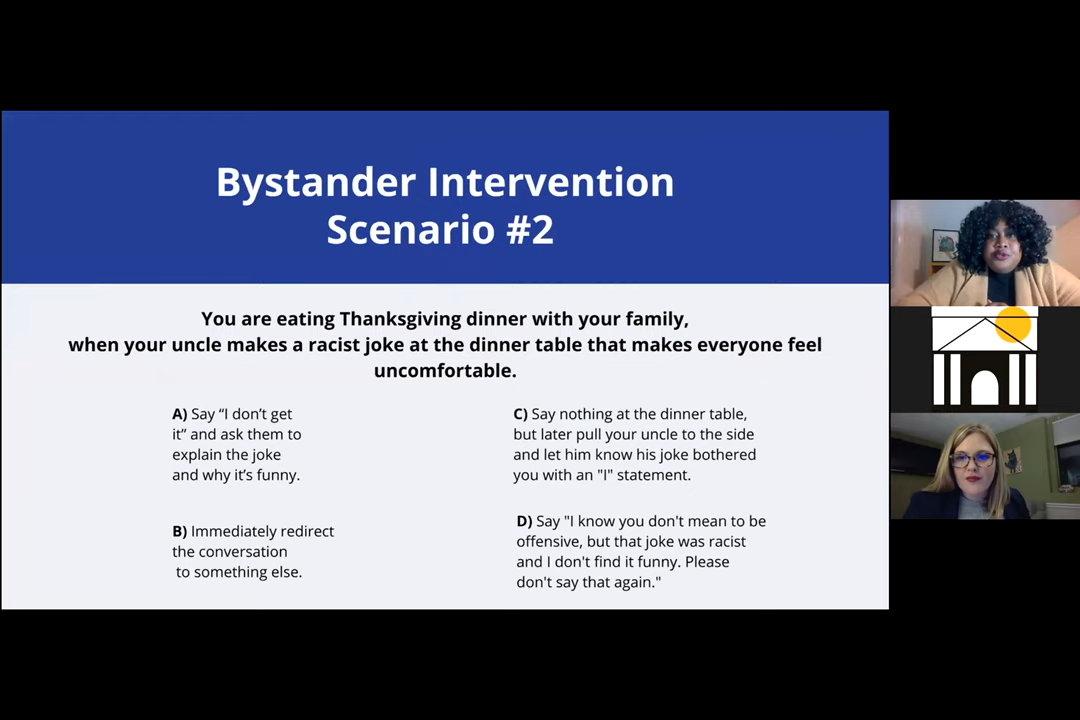 Bystander Intervention
Scenario #2
You are eating Thanksgiving dinner with your family,
when your uncle makes a racist joke at the dinner table that makes everyone feel
uncomfortable.
A) Say “I don’t get
it” and ask them to
explain the joke
and why it’s funny.
B) Immediately redirect
the conversation
to something else.
C) Say nothing at the dinner table,
but later pull your uncle to the side
and let him know his joke bothered
you with an "I" statement.
D) Say "I know you don't mean to be
offensive, but that joke was racist
and I don't find it funny. Please
don't say that again."